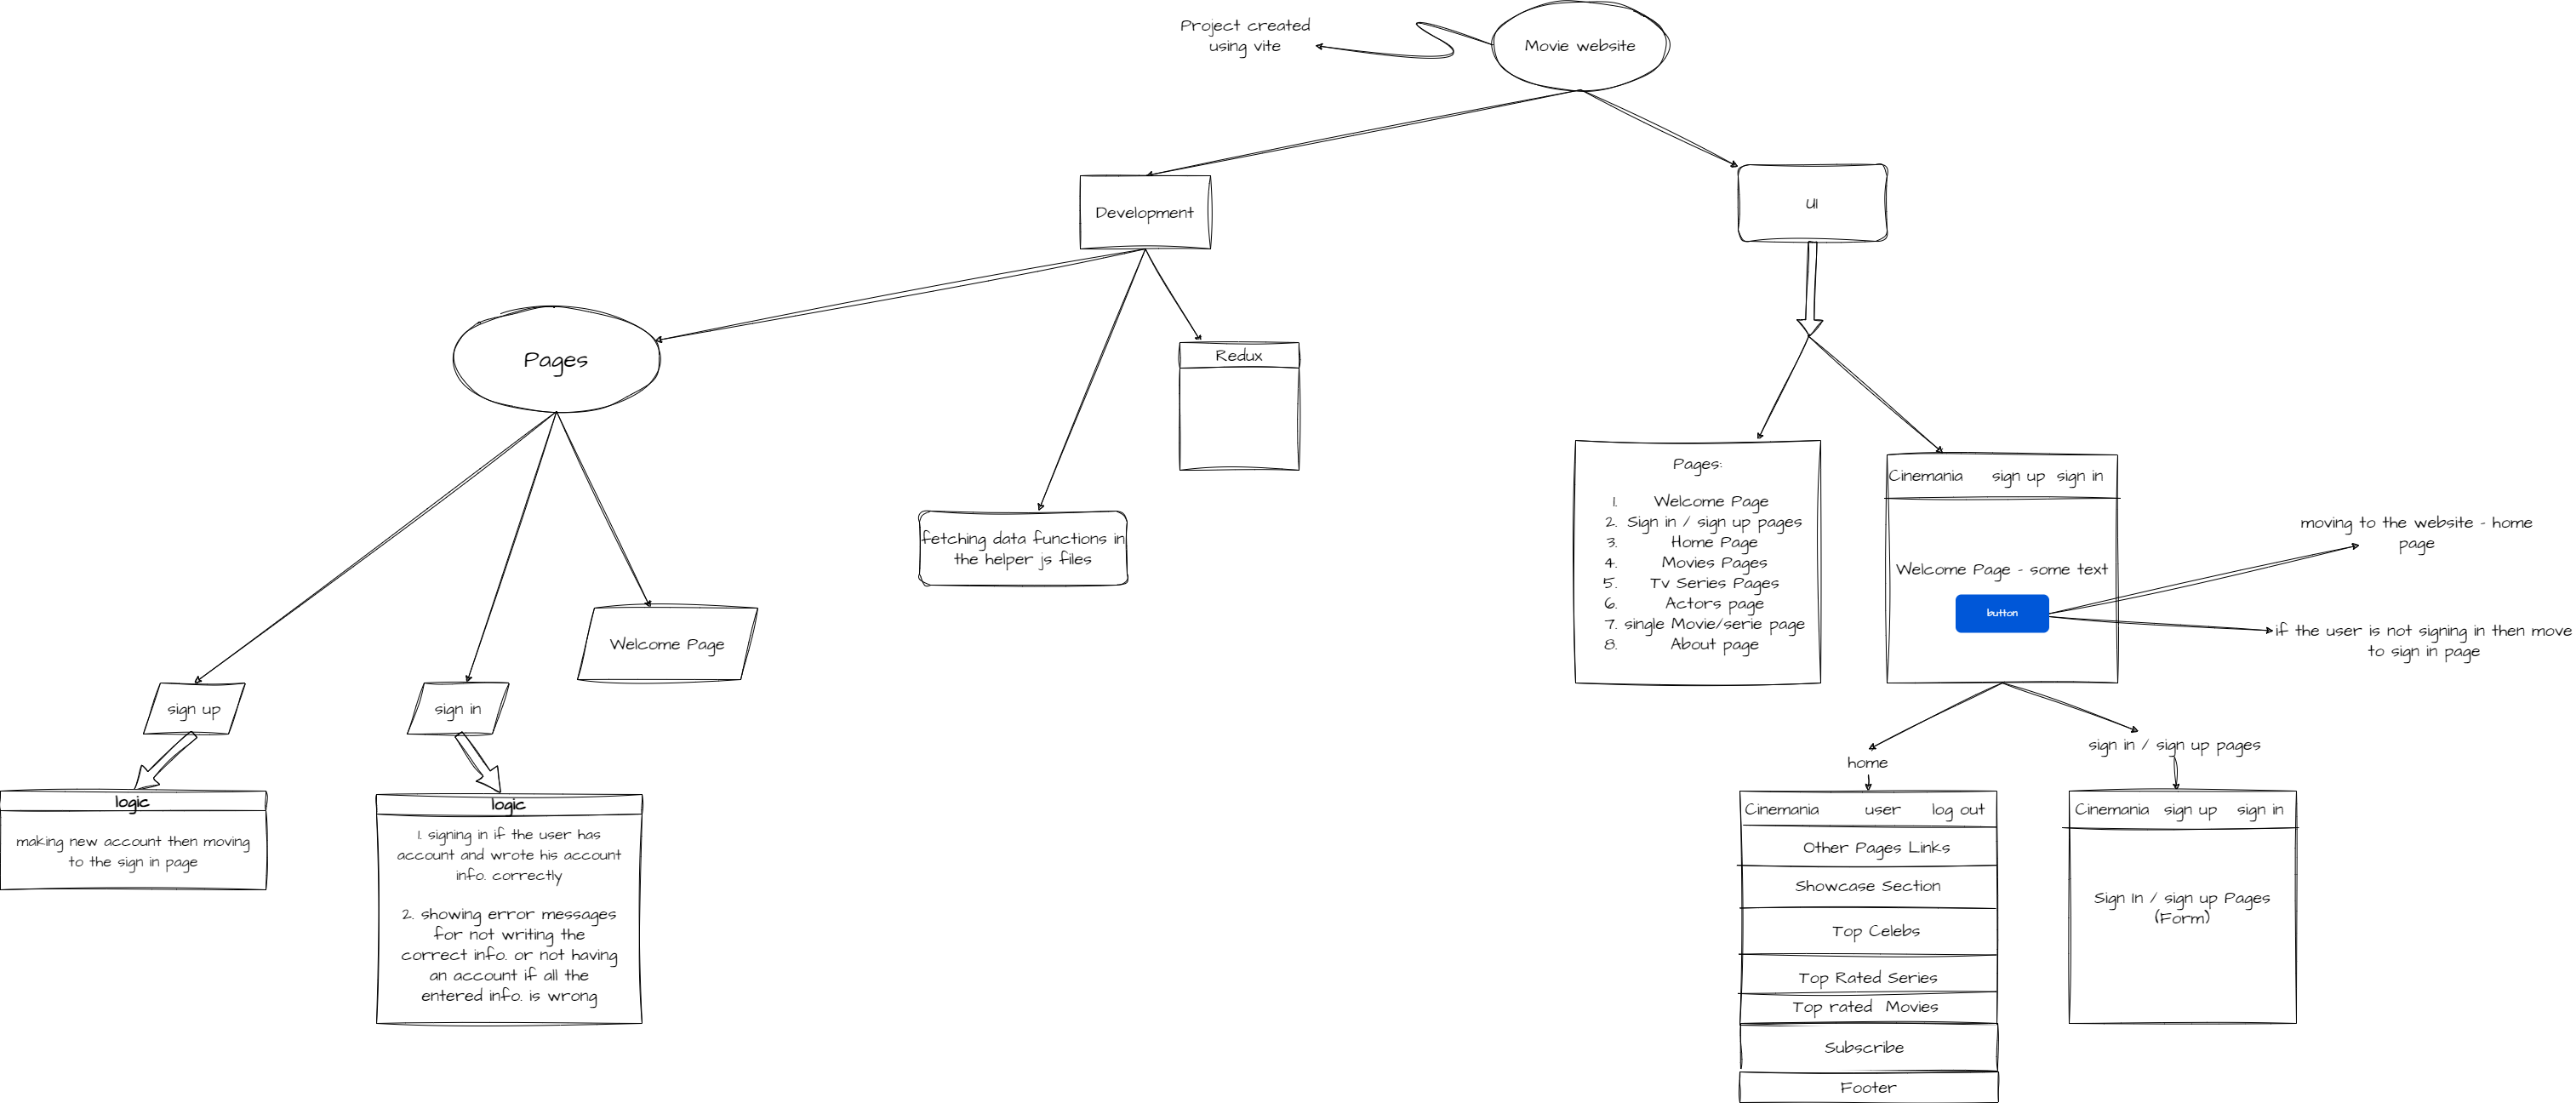 Project created
using vite
Movie website
Development
UI
Pages
Redux
fetching data functions in
the helper js files
Welcome Page
sign up
sign in
logic
making new account then moving
to the sign in page
logic
1. signing in if the user has
account and wrote his account
info. correctly
2. showing error messages
for not writing the
correct info. or not having
an account if all the
entered info. is wrong
Pages:
1. Welcome Page
2. Sign in / sign up pages
3. Home Page
4. Movies Pages
5. Tv Series Pages
6. Actors page
7. single Movie/serie page
8. About page
Cinemania sign up sign in
Welcome Page - some text
button
moving to the website - home
page
if the user is not signing in then move
to sign in page
home
Cinemania user log out
Other Pages Links
Showcase Section
Top Celebs
Top Rated Series
Top rated Movies
Subscribe
Footer
sign in / sign up pages
Cinemania sign up sign in
Sign In / sign up Pages
(Form)